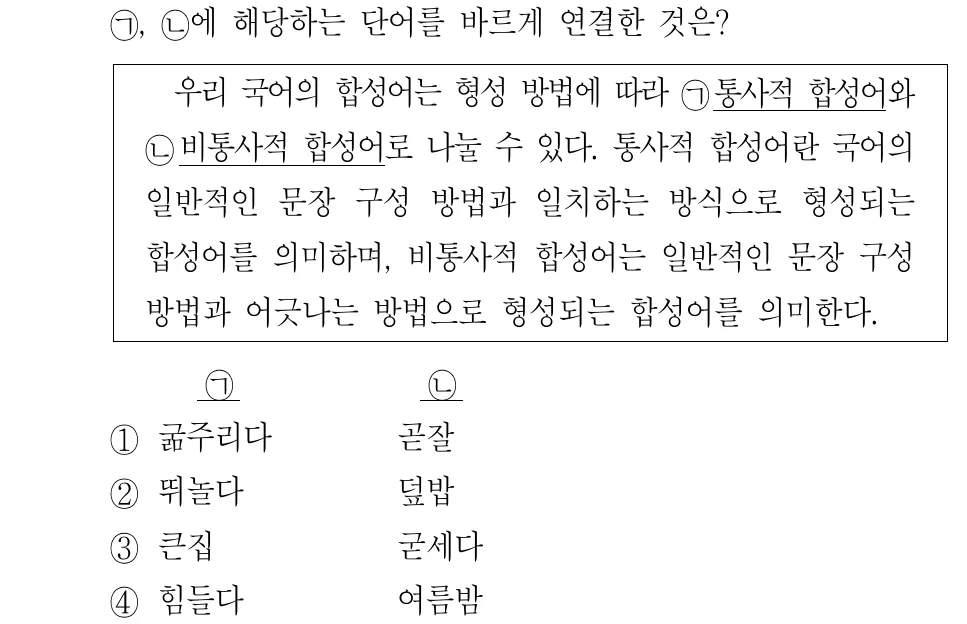 ㉠, ㉡에 해당하는 단어를 바르게 연결한 것은?
우리 국어의 합성어는 형성 방법에 따라 ㉠통사적 합성어와
㉡비통사적 합성어로 나눌 수 있다. 통사적 합성어란 국어의
일반적인 문장 구성 방법과 일치하는 방식으로 형성되는
합성어를 의미하며, 비통사적 합성어는 일반적인 문장 구성
방법과 어긋나는 방법으로 형성되는 합성어를 의미한다.
㉠ ㉡
① 굶주리다 곧잘
② 뛰놀다 덮밥
③ 큰집 굳세다
④ 힘들다 여름밤